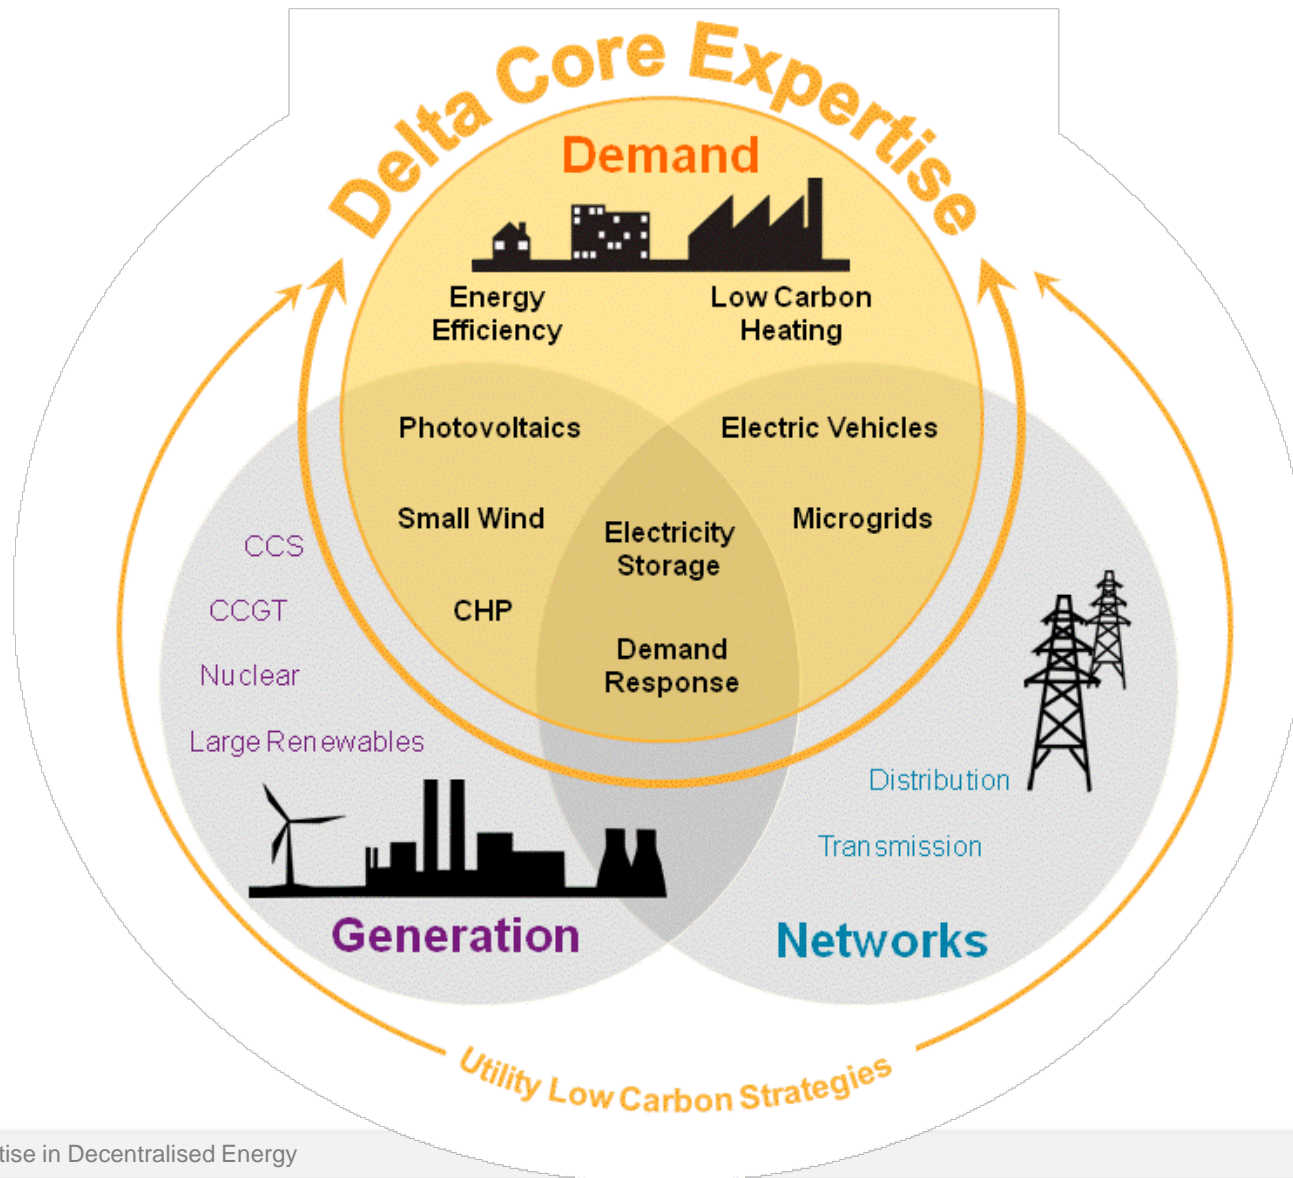 Delta Core Expertise
Demand
Energy
Efficiency
Low Carbon
Heating
Photovoltaics
Electric Vehicles
Small Wind
Electricity
Storage
Microgrids
CCS
CCGT
CHP
Demand
Response
Nuclear
Large Renewables
Distribution
Transmission
Generation
Networks
Utility Low Carbon Strategies
tise in Decentralised Energy